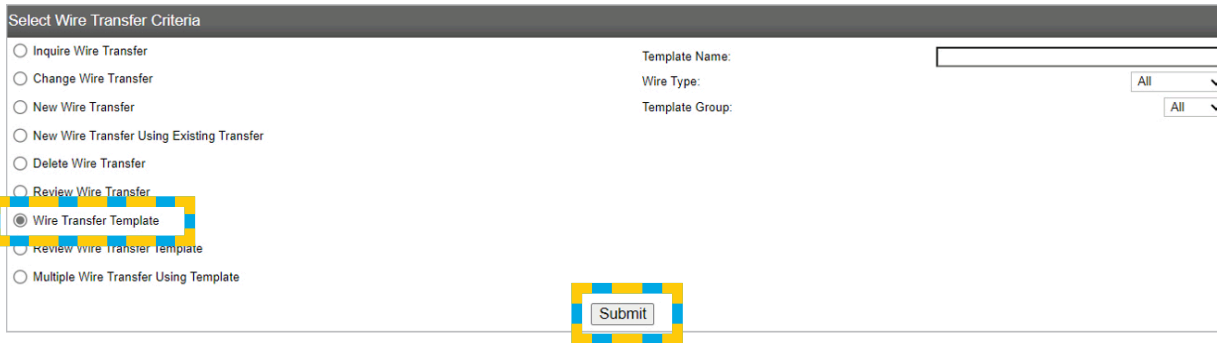 Select Wire Transfer Criteria
Inquire Wire Transfer
Change Wire Transfer
New Wire Transfer
New Wire Transfer Using Existing Transfer
Delete Wire Transfer
Review Wire Transfer
Wire Transfer Template
Review Wire Transfer Template
Multiple Wire Transfer Using Template
Template Name:
Wire Type: All
Template Group: All
Submit